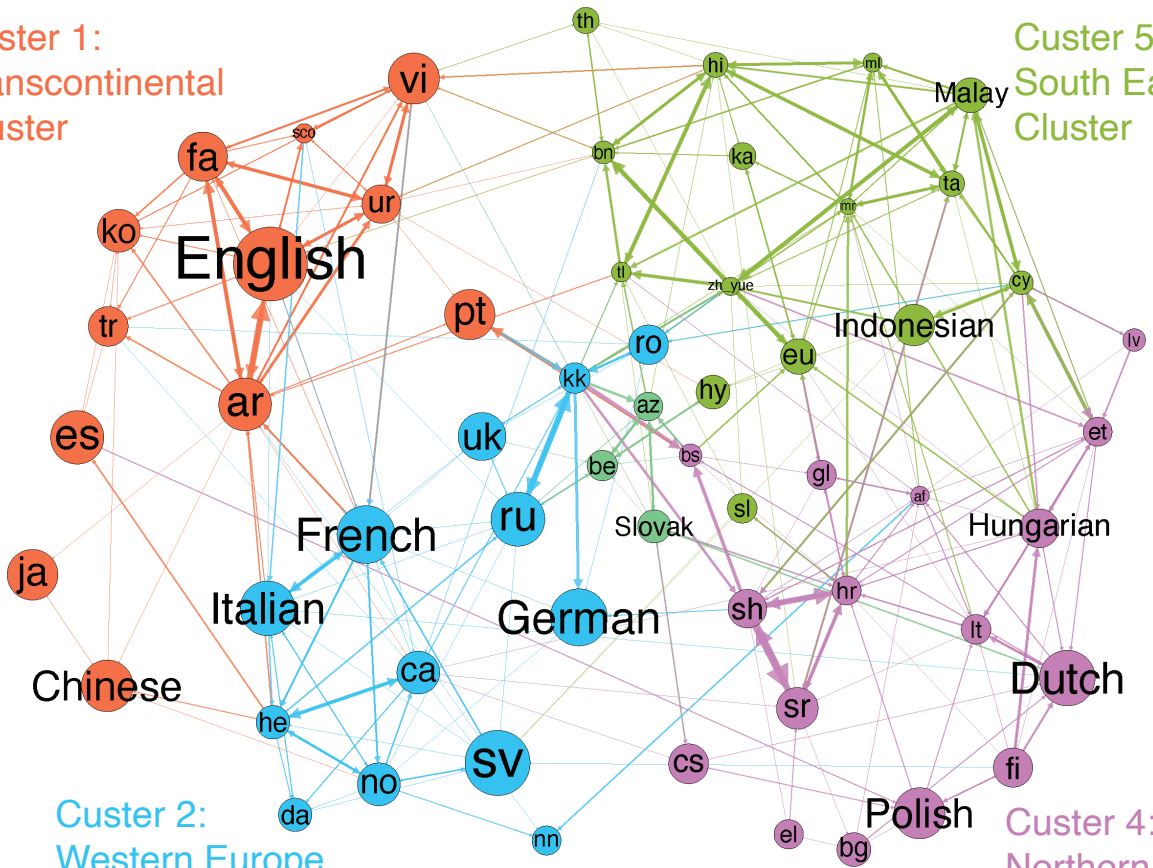 ster 1:
anscontinental
uster
Custer 5
South Ea
Cluster
th
hi
ml
vi
Malay
sco
fa
bn
ka
ta
ur
mr
ko
English
tl
zh_yue
cy
tr
pt
ro
Indonesian
lv
eu
kk
ar
az
hy
es
uk
bs
et
be
gl
af
sl
ru
French
Slovak
Hungarian
ja
Italian
German
sh
hr
lt
Chinese
ca
Dutch
he
sr
sv
cs
fi
no
da
Polish
nn
el
bg
Custer 2:
Western Europe
Custer 4:
Northern